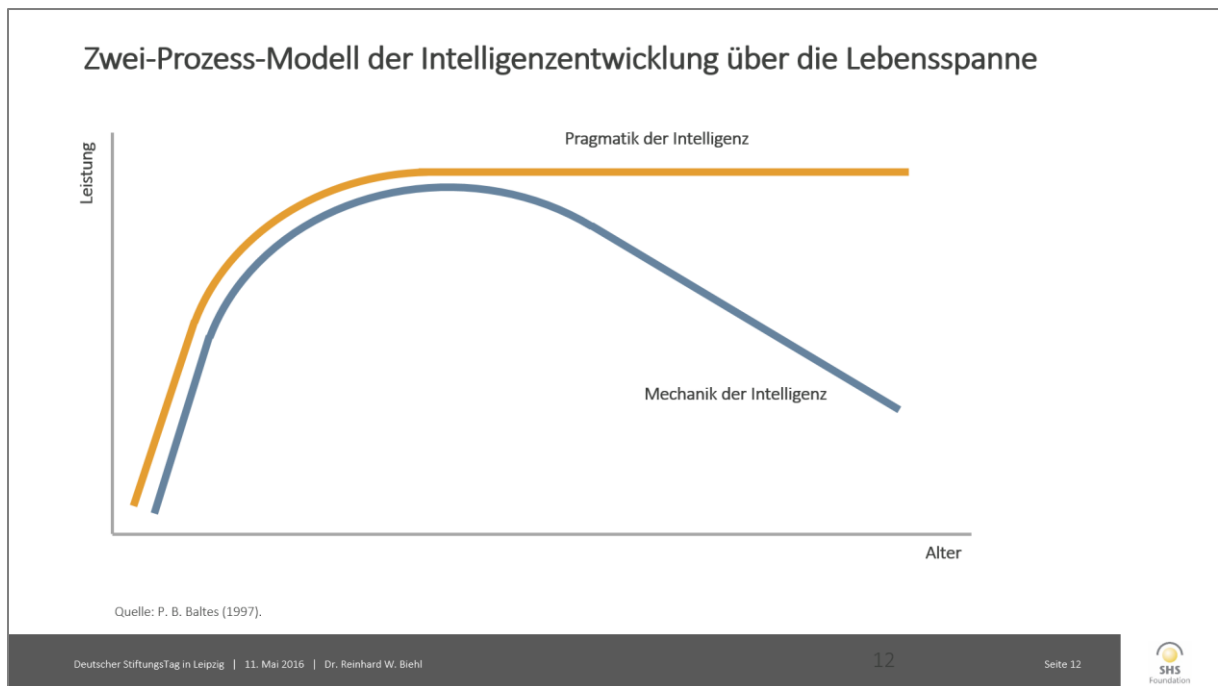 Zwei-Prozess-Modell der Intelligenzentwicklung über die Lebensspanne
Leistung
Pragmatik der Intelligenz
Mechanik der Intelligenz
Alter
Quelle: P. B. Baltes (1997).
Deutscher StiftungsTag in Leipzig | 11. Mai 2016 | Dr. Reinhard W. Biehl
12
Seite 12
SHS
Foundation